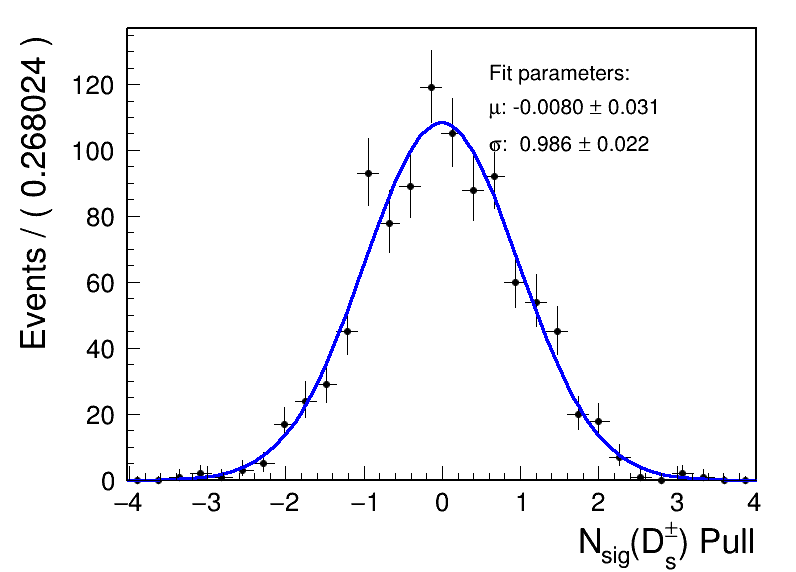 Events / ( 0.268024 )
120
100
80
60
40
20
0
Fit parameters:
μ: -0.0080 ± 0.031
σ: 0.986 ± 0.022
−4 −3 −2 −1 0 1 2 3 4
N_sig(D_s^±) Pull